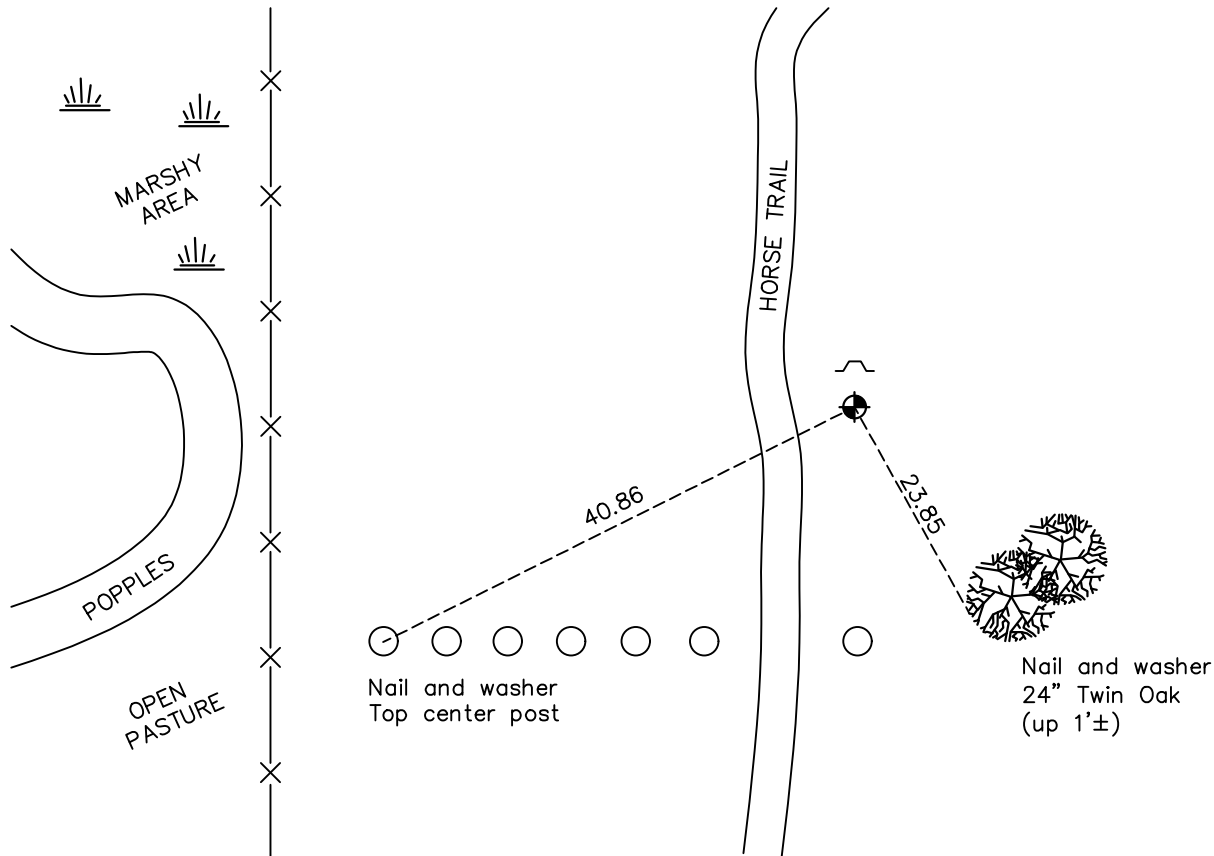 MARSHY
AREA
HORSE TRAIL
40.86
23.85
POPPLES
Nail and washer
24" Twin Oak
(up 1'±)
Nail and washer
Top center post
OPEN
PASTURE